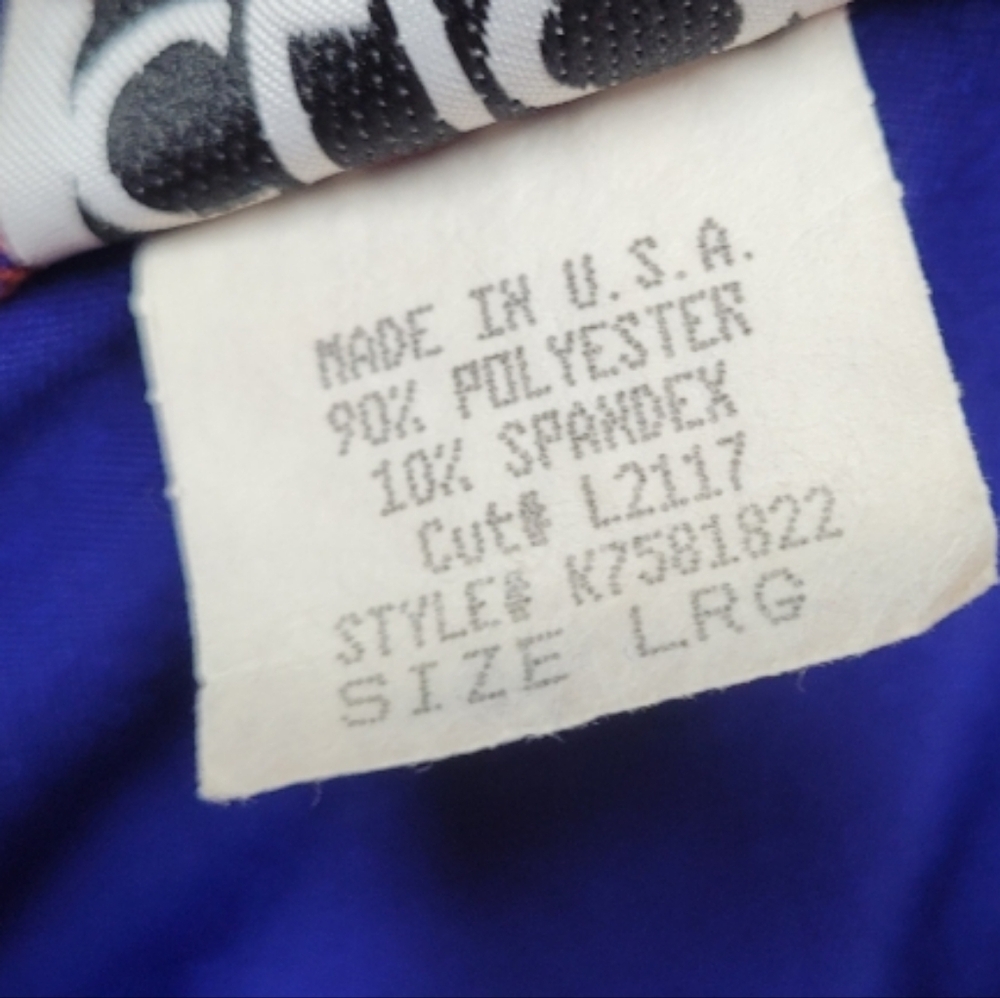 MADE IN U.S.A.
90% POLYESTER
10% SPANDEX
Cut# L2117
STYLE# K7581822
SIZE LRG